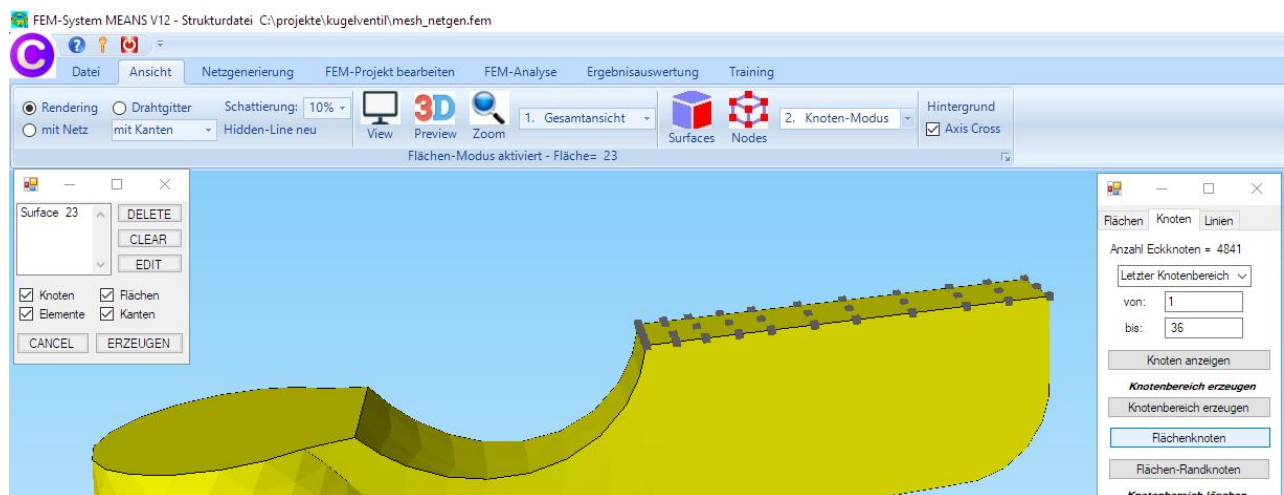 FEM-System MEANS V12 - Strukturdatei C:\projekte\kugelventil\mesh_netgen.fem
Datei Ansicht Netzgenerierung FEM-Projekt bearbeiten FEM-Analyse Ergebnisauswertung Training
Rendering Drahtgitter Schattierung: 10% 1. Gesamtansicht 2. Knoten-Modus Hintergrund
mit Netz mit Kanten Hidden-Line neu View Preview Zoom Surfaces Nodes Axis Cross
3D
Flächen-Modus aktiviert - Fläche= 23
Surface 23
DELETE
CLEAR
EDIT
Knoten Flächen
Elemente Kanten
CANCEL ERZEUGEN
Flächen Knoten Linien
Anzahl Eckknoten = 4841
Letzter Knotenbereich
von: 1
bis: 36
Knoten anzeigen
Knotenbereich erzeugen
Knotenbereich erzeugen
Flächenknoten
Flächen-Randknoten
Knotenbereich löschen